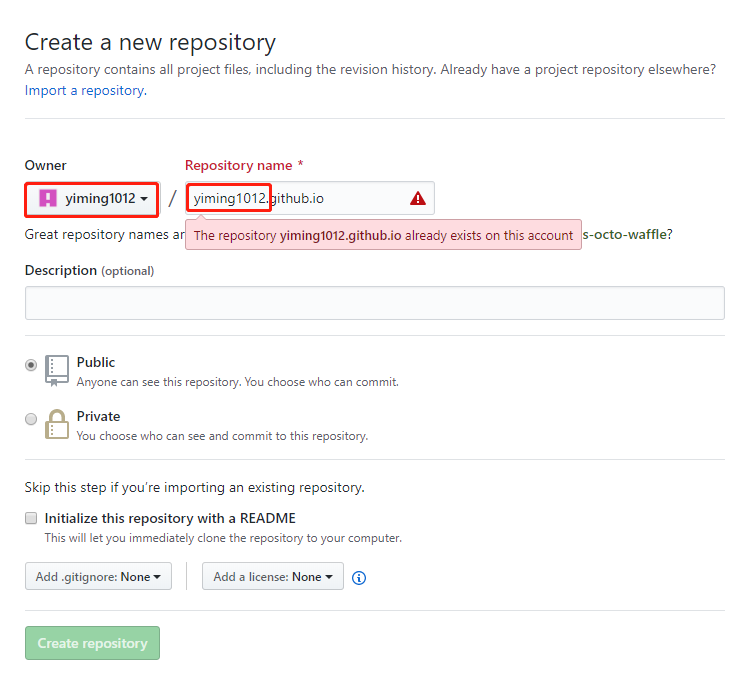 Create a new repository
A repository contains all project files, including the revision history. Already have a project repository elsewhere?
Import a repository.
Owner
Repository name *
yiming1012 / yiming1012.github.io
Great repository names
The repository yiming1012.github.io already exists on this account
s-octo-waffle?
Description (optional)
Public
Anyone can see this repository. You choose who can commit.
Private
You choose who can see and commit to this repository.
Skip this step if you’re importing an existing repository.
Initialize this repository with a README
This will let you immediately clone the repository to your computer.
Add .gitignore: None
Add a license: None
Create repository